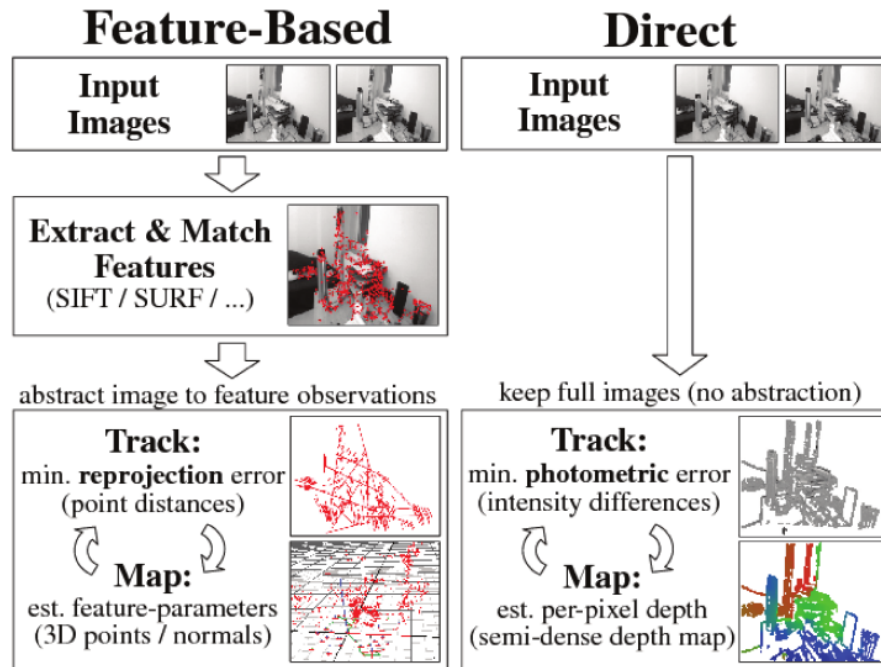 Feature-Based
Input
Images
Extract & Match
Features
(SIFT / SURF / ...)
abstract image to feature observations
Track:
min. reprojection error
(point distances)
Map:
est. feature-parameters
(3D points / normals)
Direct
Input
Images
keep full images (no abstraction)
Track:
min. photometric error
(intensity differences)
Map:
est. per-pixel depth
(semi-dense depth map)